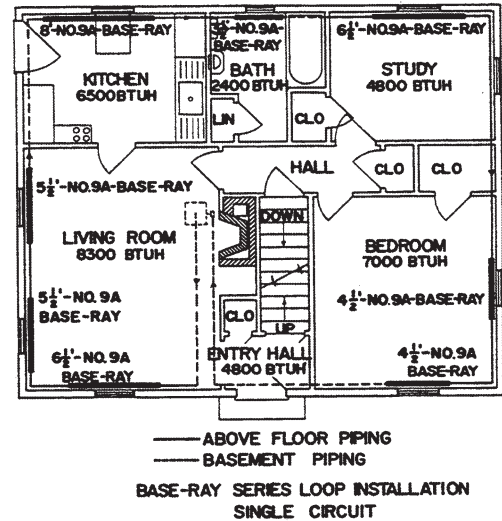 8'-NO.9A-BASE-RAY
KITCHEN
6500 BTUH
3½'-NO.9A-
BASE-RAY
BATH
2400 BTUH
6½'-NO.9A-BASE-RAY
STUDY
4800 BTUH
LIN
CLO
HALL
CLO
CLO
5½'-NO.9A-BASE-RAY
LIVING ROOM
8300 BTUH
DOWN
BEDROOM
7000 BTUH
5½'-NO. 9A
BASE-RAY
4½'-NO.9A-BASE-RAY
CLO
UP
6½'-NO. 9A
BASE-RAY
ENTRY HALL
4800 BTUH
4½'-NO. 9A
BASE-RAY
ABOVE FLOOR PIPING
BASEMENT PIPING
BASE-RAY SERIES LOOP INSTALLATION
SINGLE CIRCUIT